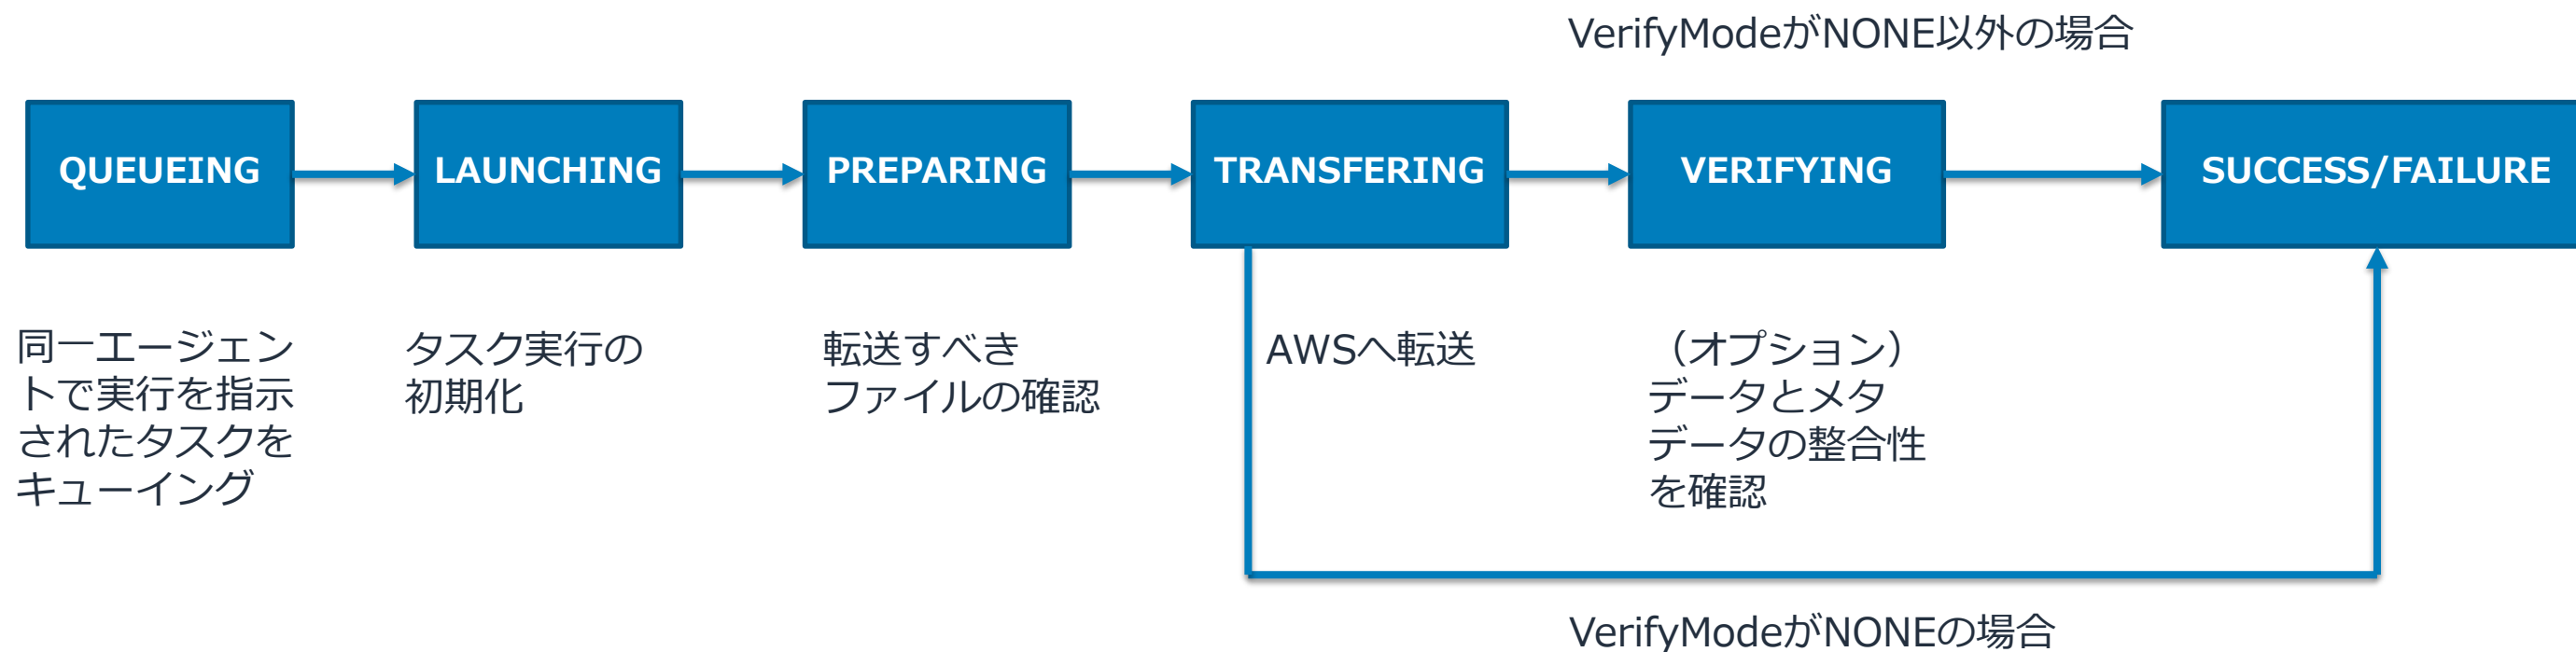 VerifyModeがNONE以外の場合
QUEUEING
LAUNCHING
PREPARING
TRANSFERING
VERIFYING
SUCCESS/FAILURE
同一エージェン
トで実行を指示
されたタスクを
キューイング
タスク実行の
初期化
転送すべき
ファイルの確認
AWSへ転送
（オプション）
データとメタ
データの整合性
を確認
VerifyModeがNONEの場合